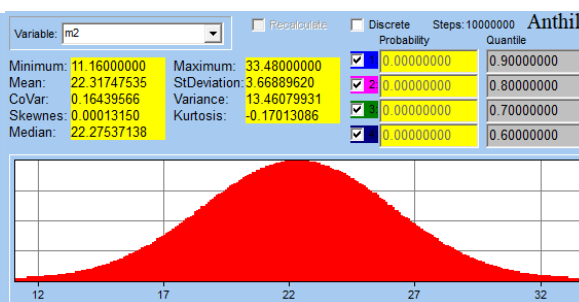 Variable: m2
Recalculate
Discrete Steps:10000000 Anthil
Probability Quantile
Minimum: 11.16000000 Maximum: 33.48000000
Mean: 22.31747535 StDeviation: 3.66889620
CoVar: 0.16439566 Variance: 13.46079931
Skewnes: 0.00013150 Kurtosis: -0.17013086
Median: 22.27537138
1: 0.00000000 0.90000000
2: 0.00000000 0.80000000
3: 0.00000000 0.70000000
4: 0.00000000 0.60000000
12 17 22 27 32